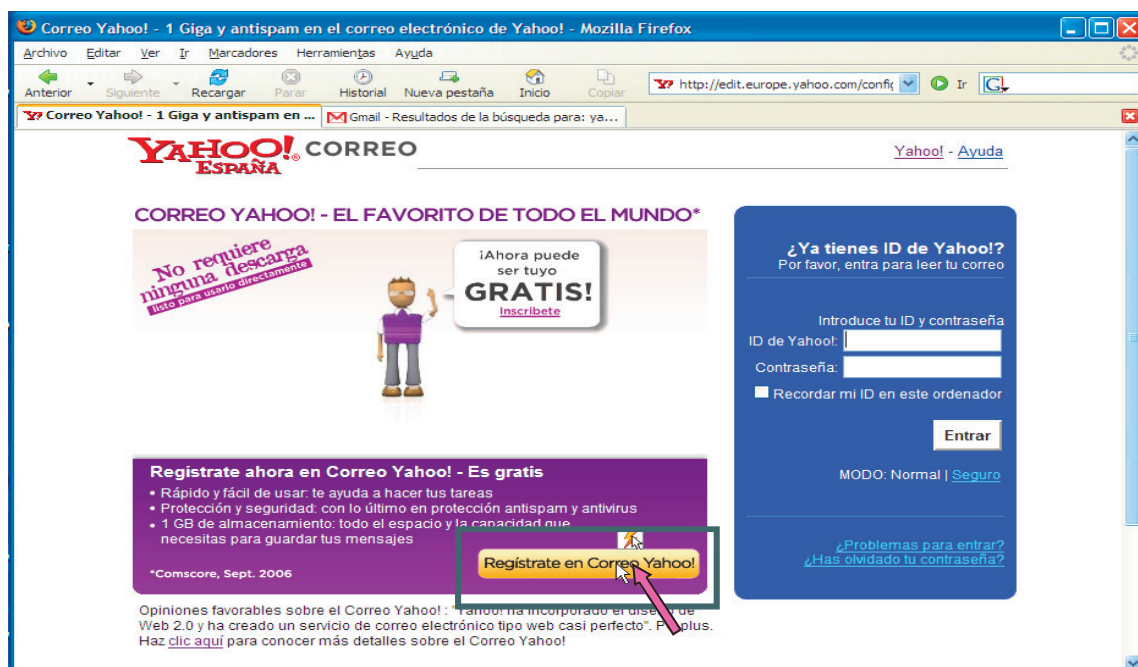 Correo Yahoo! - 1 Giga y antispam en el correo electrónico de Yahoo! - Mozilla Firefox
Archivo Editar Ver Ir Marcadores Herramientas Ayuda
Anterior Siguiente Recargar Parar Historial Nueva pestaña Inicio Copiar http://edit.europe.yahoo.com/config Ir
Correo Yahoo! - 1 Giga y antispam en ... Gmail - Resultados de la búsqueda para: ya...
YAHOO! CORREO
ESPAÑA
Yahoo! - Ayuda
CORREO YAHOO! - EL FAVORITO DE TODO EL MUNDO*
No requiere
ninguna descarga
listo para usarlo directamente
¡Ahora puede
ser tuyo
GRATIS!
Inscríbete
Regístrate ahora en Correo Yahoo! - Es gratis
• Rápido y fácil de usar: te ayuda a hacer tus tareas
• Protección y seguridad: con lo último en protección antispam y antivirus
• 1 GB de almacenamiento: todo el espacio y la capacidad que
necesitas para guardar tus mensajes
*Comscore, Sept. 2006
Regístrate en Correo Yahoo!
Opiniones favorables sobre el Correo Yahoo! : "Yahoo! ha incorporado el diseño de
Web 2.0 y ha creado un servicio de correo electrónico tipo web casi perfecto". plus.
Haz clic aquí para conocer más detalles sobre el Correo Yahoo!
¿Ya tienes ID de Yahoo!?
Por favor, entra para leer tu correo
Introduce tu ID y contraseña
ID de Yahoo!:
Contraseña:
Recordar mi ID en este ordenador
Entrar
MODO: Normal | Seguro
¿Problemas para entrar?
¿Has olvidado tu contraseña?